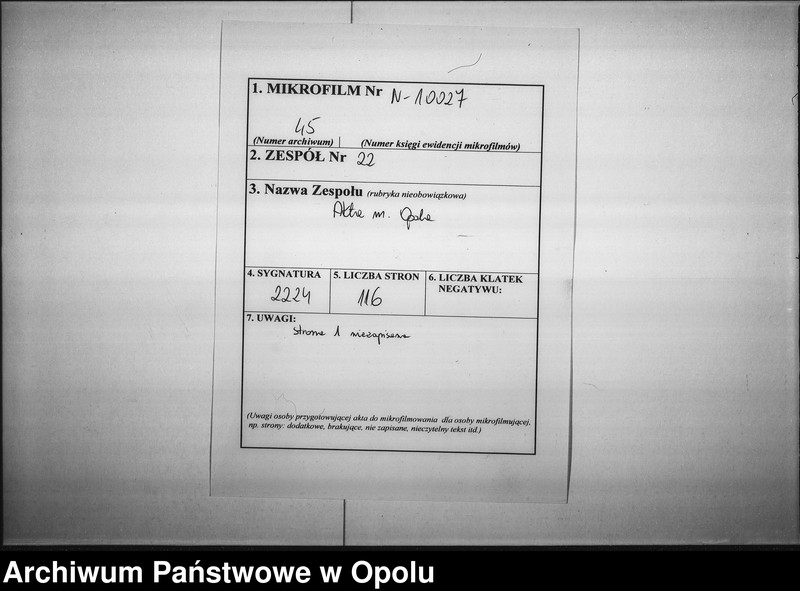 1. MIKROFILM Nr N-10027
45
(Numer archiwum) (Numer księgi ewidencji mikrofilmów)
2. ZESPÓŁ Nr 22
3. Nazwa Zespołu (rubryka nieobowiązkowa)
Akta m. Opola
4. SYGNATURA 5. LICZBA STRON 6. LICZBA KLATEK
NEGATYWU:
2224 116
7. UWAGI:
strona 1 niezapisana
(Uwagi osoby przygotowującej akta do mikrofilmowania dla osoby mikrofilmującej,
np. strony: dodatkowe, brakujące, nie zapisane, nieczytelny tekst itd.)
Archiwum Państwowe w Opolu